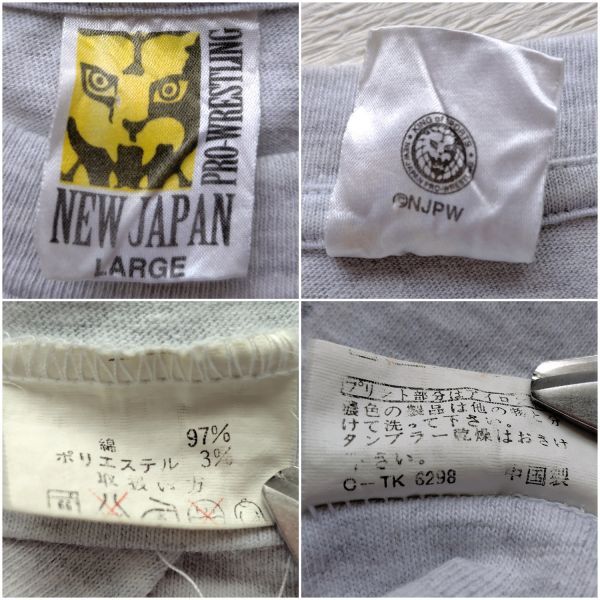 PRO-WRESTLING
NEW JAPAN
LARGE
KING of SPORTS
NEW JAPAN PRO-WREST
©NJPW
綿 97%
ポリエステル 3%
取扱い方
プリント部分はアイロ
濃色の製品は他の物と分
けて洗って下さい。
タンブラー乾燥はおさけ
下さい。
C-TK 6298 中国製